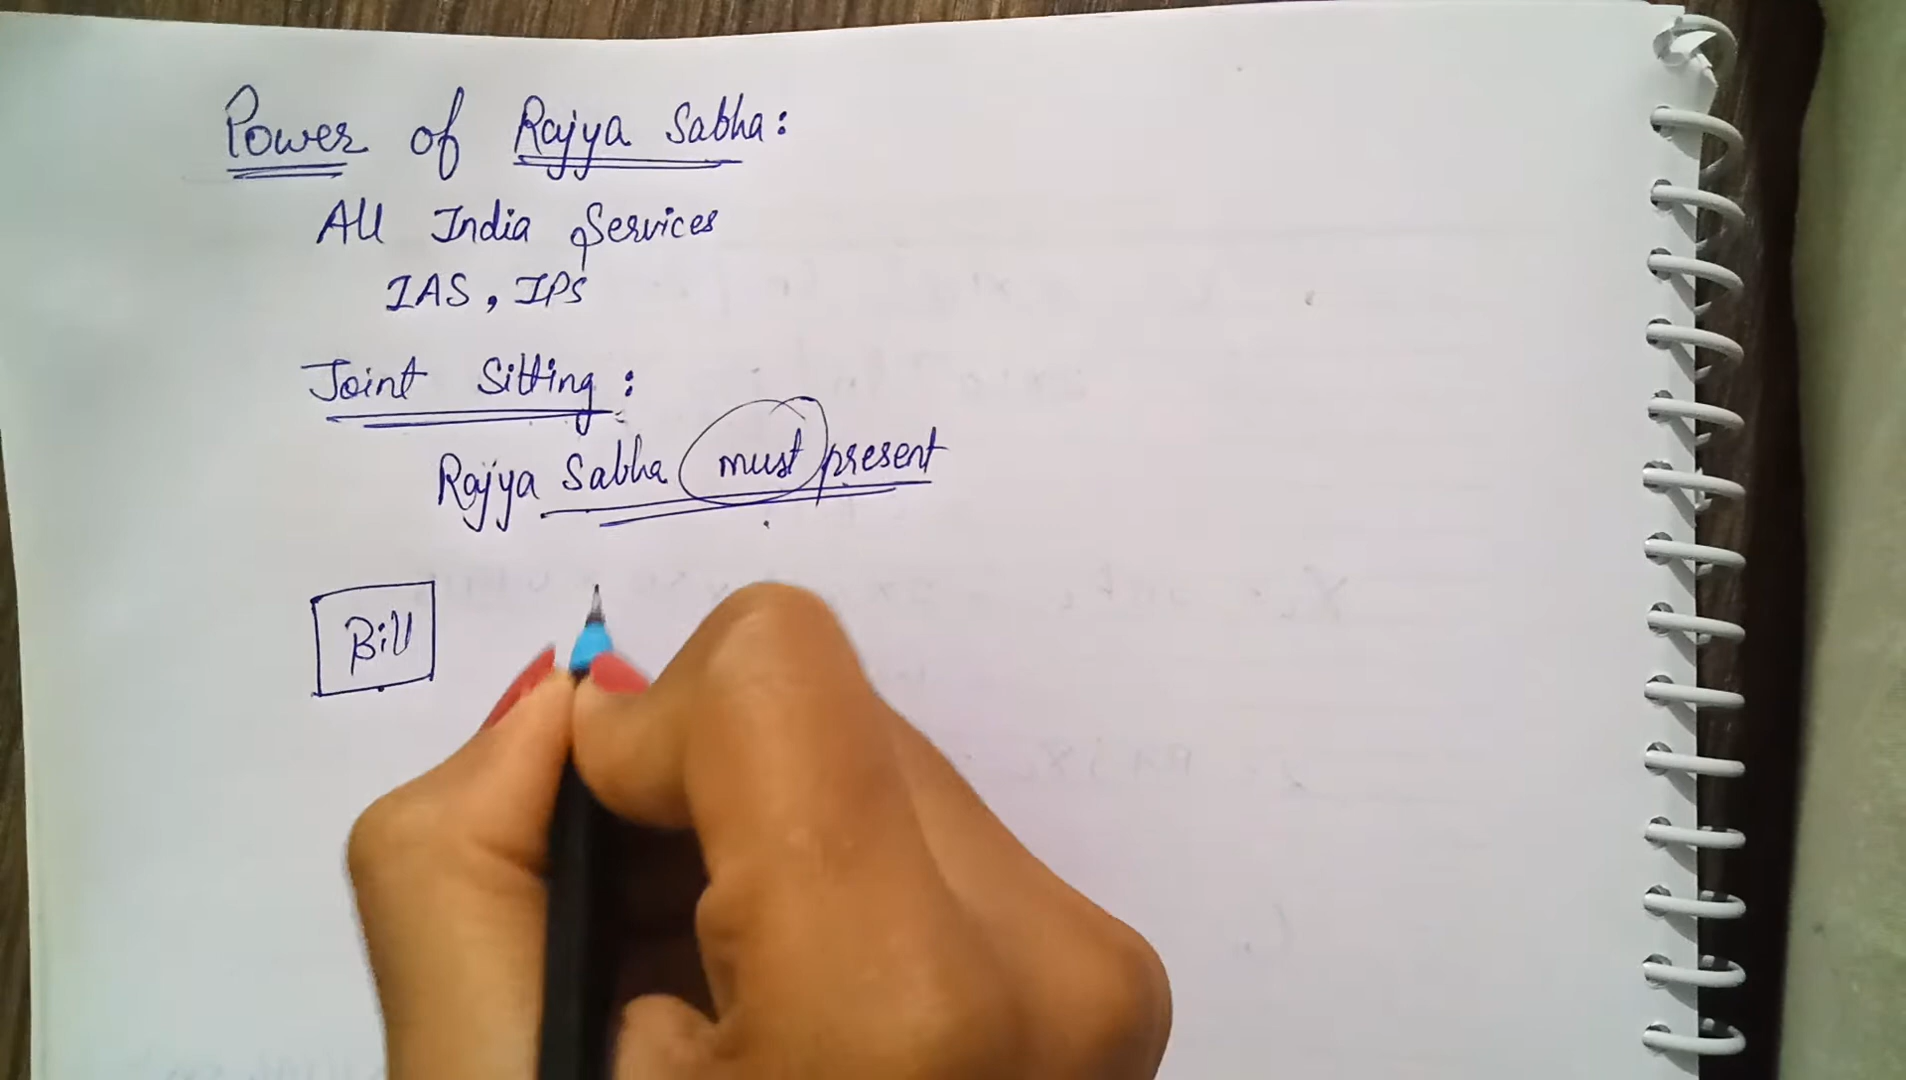 Power of Rajya Sabha:
All India Services
IAS, IPS
Joint Sitting:
Rajya Sabha must present
Bill